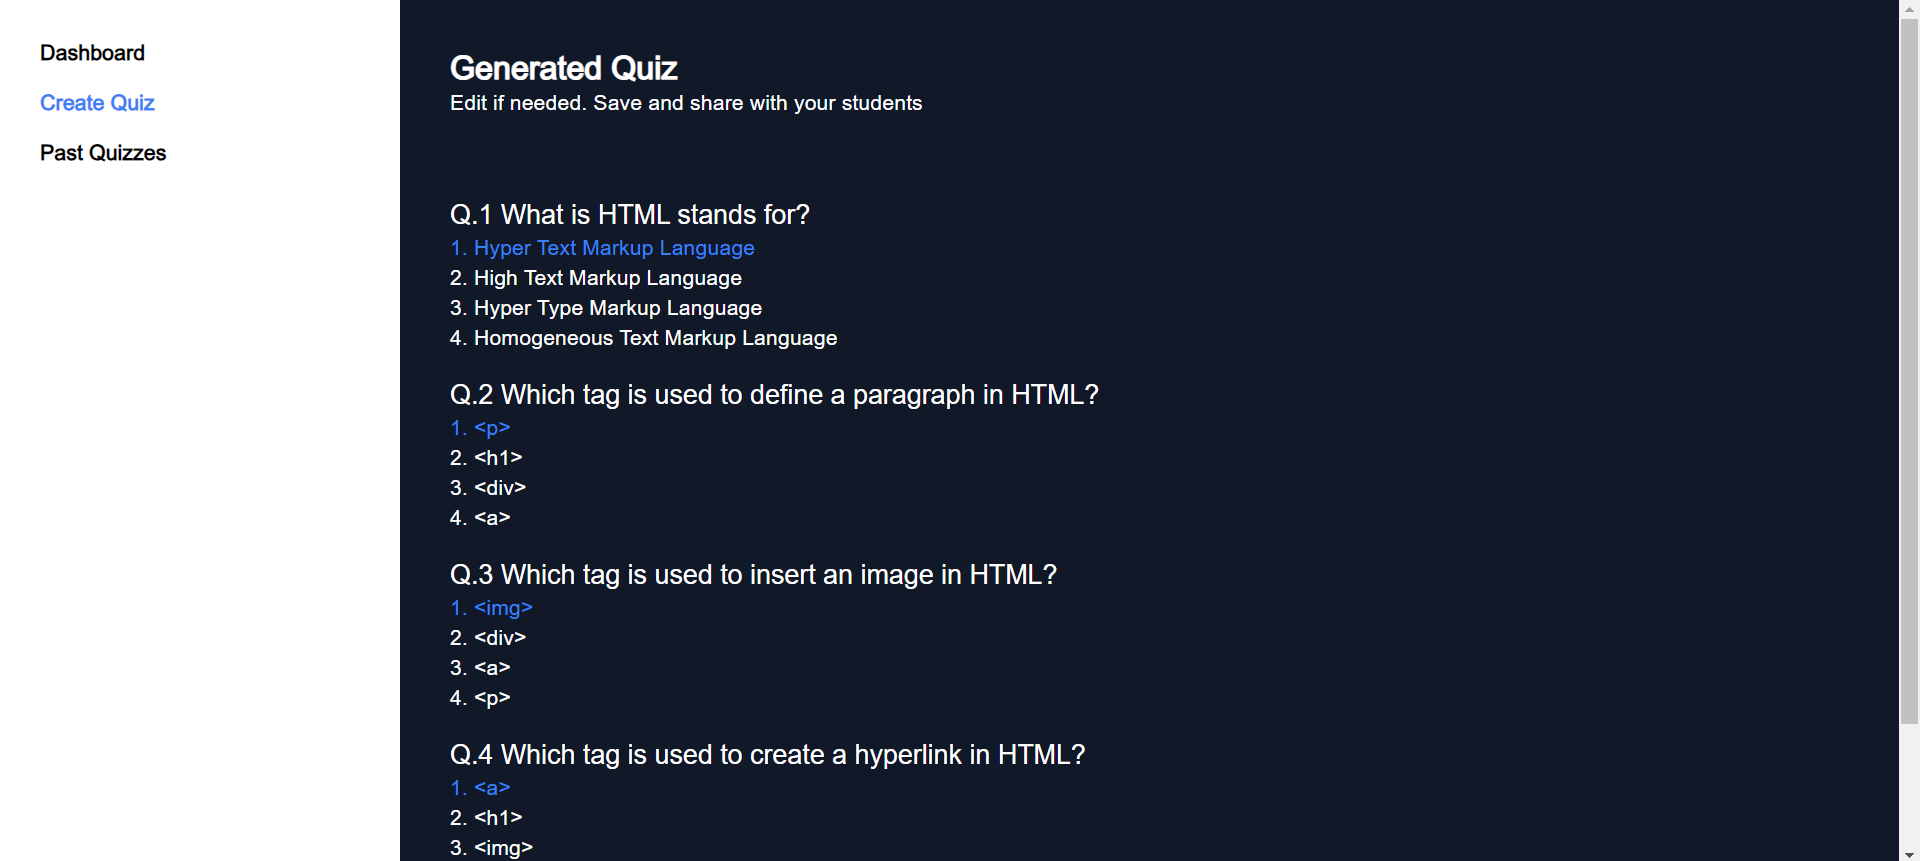 Dashboard
Create Quiz
Past Quizzes
Generated Quiz
Edit if needed. Save and share with your students
Q.1 What is HTML stands for?
1. Hyper Text Markup Language
2. High Text Markup Language
3. Hyper Type Markup Language
4. Homogeneous Text Markup Language
Q.2 Which tag is used to define a paragraph in HTML?
1. <p>
2. <h1>
3. <div>
4. <a>
Q.3 Which tag is used to insert an image in HTML?
1. <img>
2. <div>
3. <a>
4. <p>
Q.4 Which tag is used to create a hyperlink in HTML?
1. <a>
2. <h1>
3. <img>